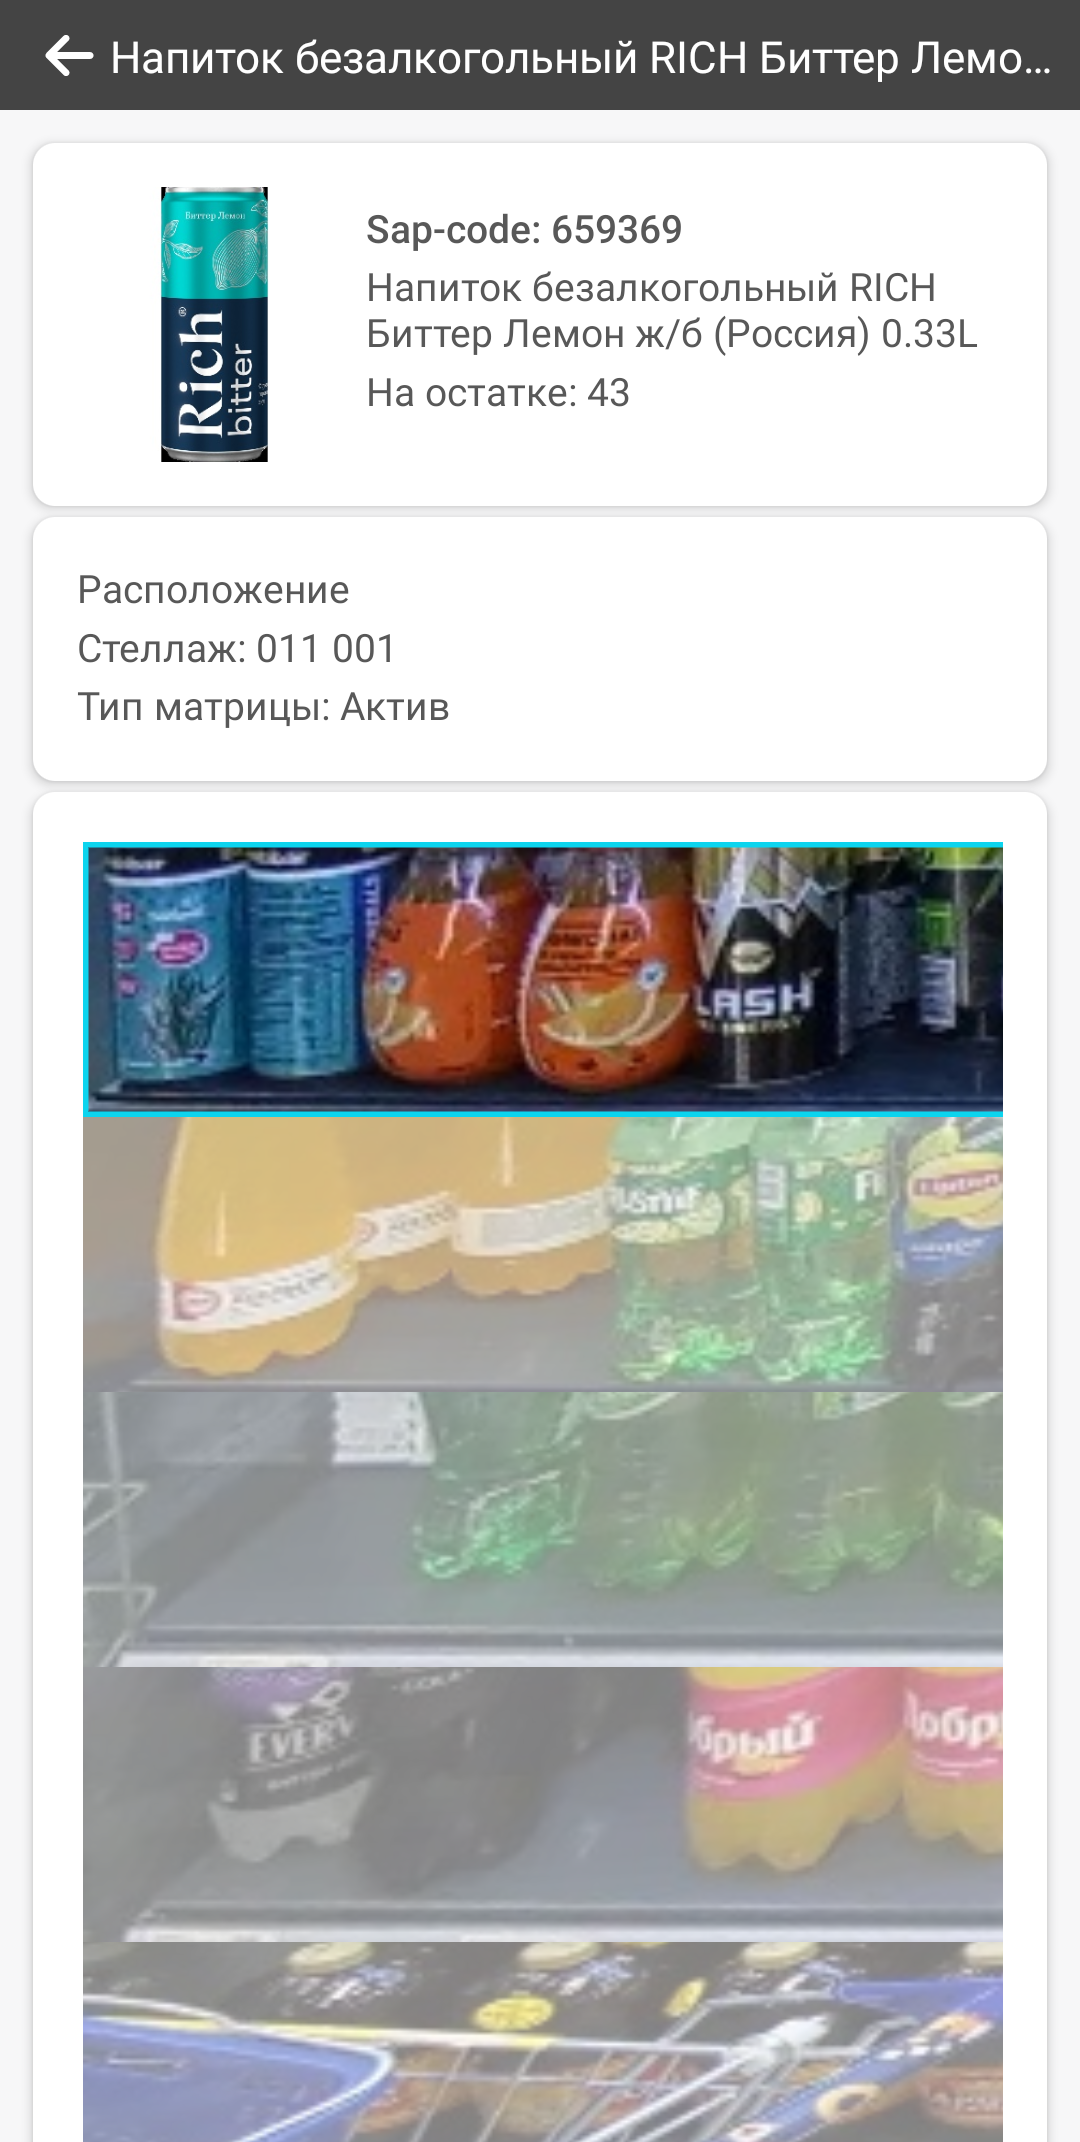 Напиток безалкогольный RICH Биттер Лемо...
Биттер Лемон
Rich
bitter
Sap-code: 659369
Напиток безалкогольный RICH
Биттер Лемон ж/б (Россия) 0.33L
На остатке: 43
Расположение
Стеллаж: 011 001
Тип матрицы: Актив
LASH
Lipton
EVERV
брый
Добр